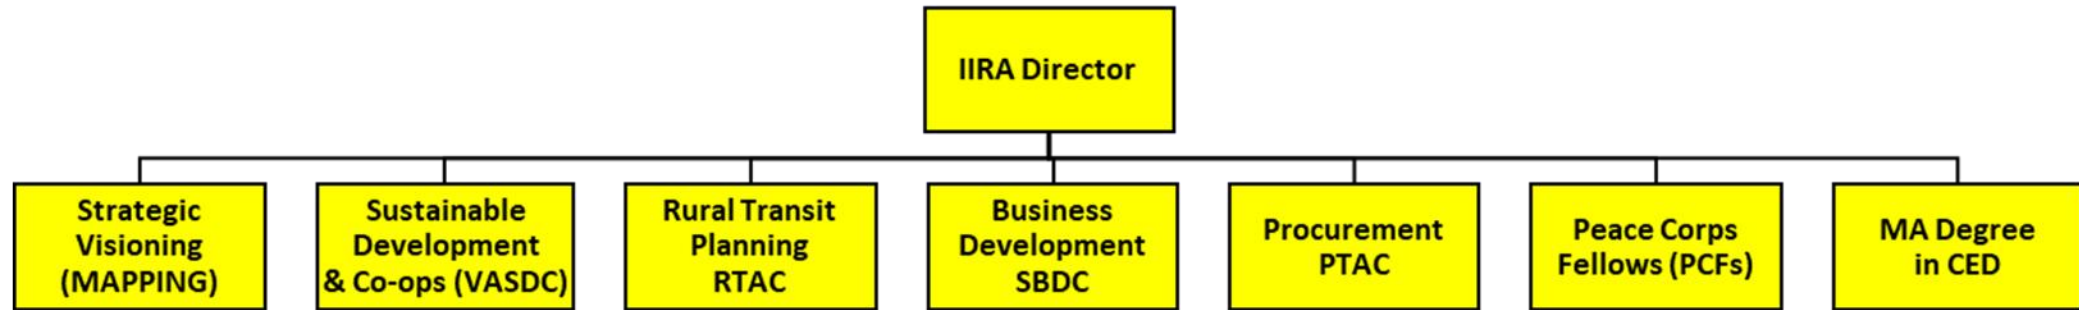 IIRA Director
Strategic
Visioning
(MAPPING)
Sustainable
Development
& Co-ops (VASDC)
Rural Transit
Planning
RTAC
Business
Development
SBDC
Procurement
PTAC
Peace Corps
Fellows (PCFs)
MA Degree
in CED